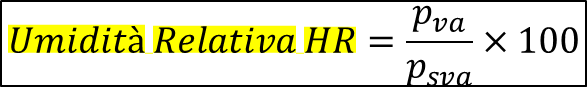 Umidità Relativa HR = p_va / p_sva × 100